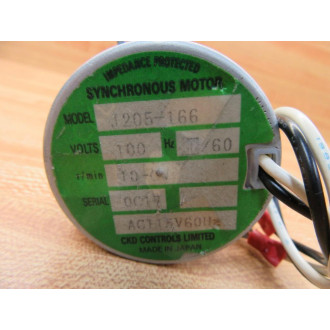 IMPEDANCE PROTECTED
SYNCHRONOUS MOTOR
MODEL J205-166
VOLTS 100 Hz /60
r/min 10
SERIAL
AC115V60Hz
CKD CONTROLS LIMITED
MADE IN JAPAN